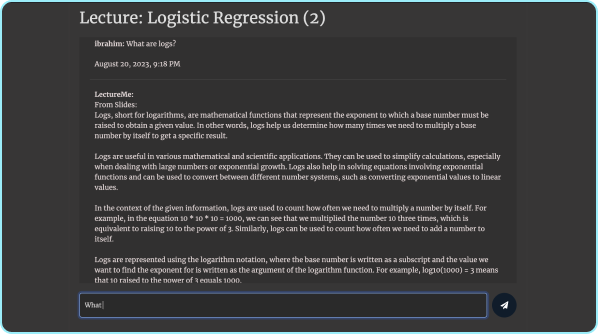 Lecture: Logistic Regression (2)
ibrahim: What are logs?
August 20, 2023, 9:18 PM
LectureMe:
From Slides:
Logs, short for logarithms, are mathematical functions that represent the exponent to which a base number must be
raised to obtain a given value. In other words, logs help us determine how many times we need to multiply a base
number by itself to get a specific result.
Logs are useful in various mathematical and scientific applications. They can be used to simplify calculations, especially
when dealing with large numbers or exponential growth. Logs also help in solving equations involving exponential
functions and can be used to convert between different number systems, such as converting exponential values to linear
values.
In the context of the given information, logs are used to count how often we need to multiply a number by itself. For
example, in the equation 10 * 10 * 10 = 1000, we can see that we multiplied the number 10 three times, which is
equivalent to raising 10 to the power of 3. Similarly, logs can be used to count how often we need to add a number to
itself.
Logs are represented using the logarithm notation, where the base number is written as a subscript and the value we
want to find the exponent for is written as the argument of the logarithm function. For example, log10(1000) = 3 means
that 10 raised to the power of 3 equals 1000.
What